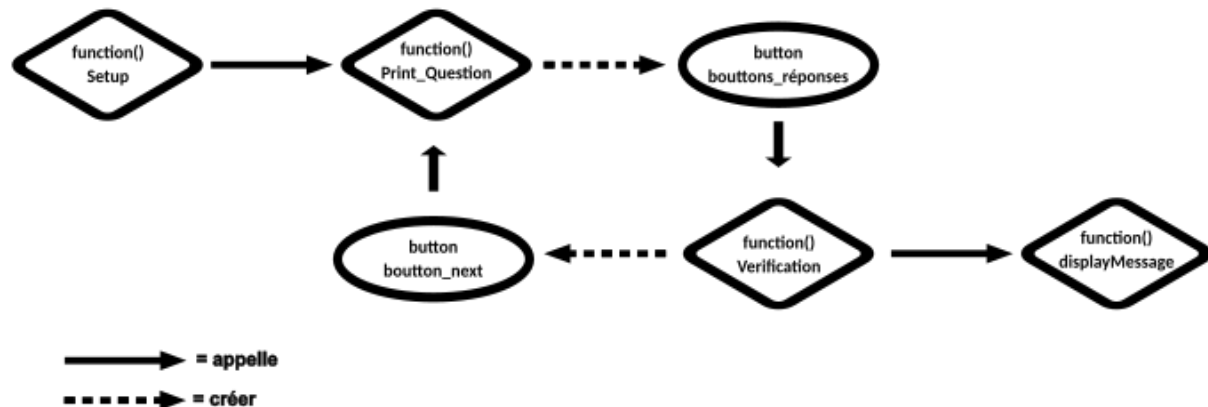 function()
Setup
function()
Print_Question
button
bouttons_réponses
button
boutton_next
function()
Verification
function()
displayMessage
= appelle
= créer